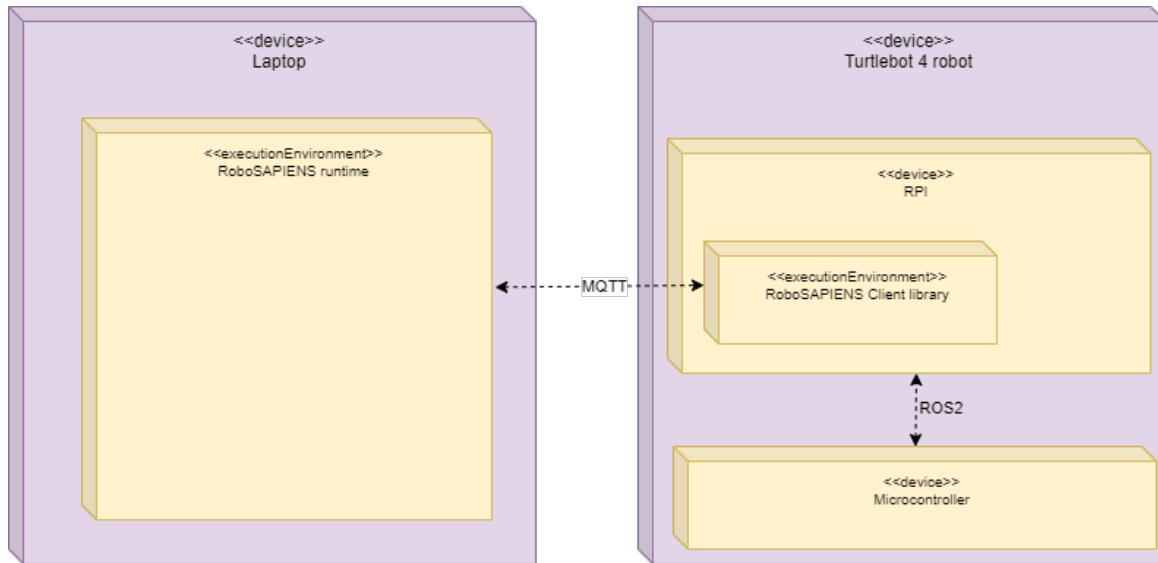 <<device>>
Laptop
<<executionEnvironment>>
RoboSAPIENS runtime
MQTT
<<device>>
Turtlebot 4 robot
<<device>>
RPI
<<executionEnvironment>>
RoboSAPIENS Client library
ROS2
<<device>>
Microcontroller